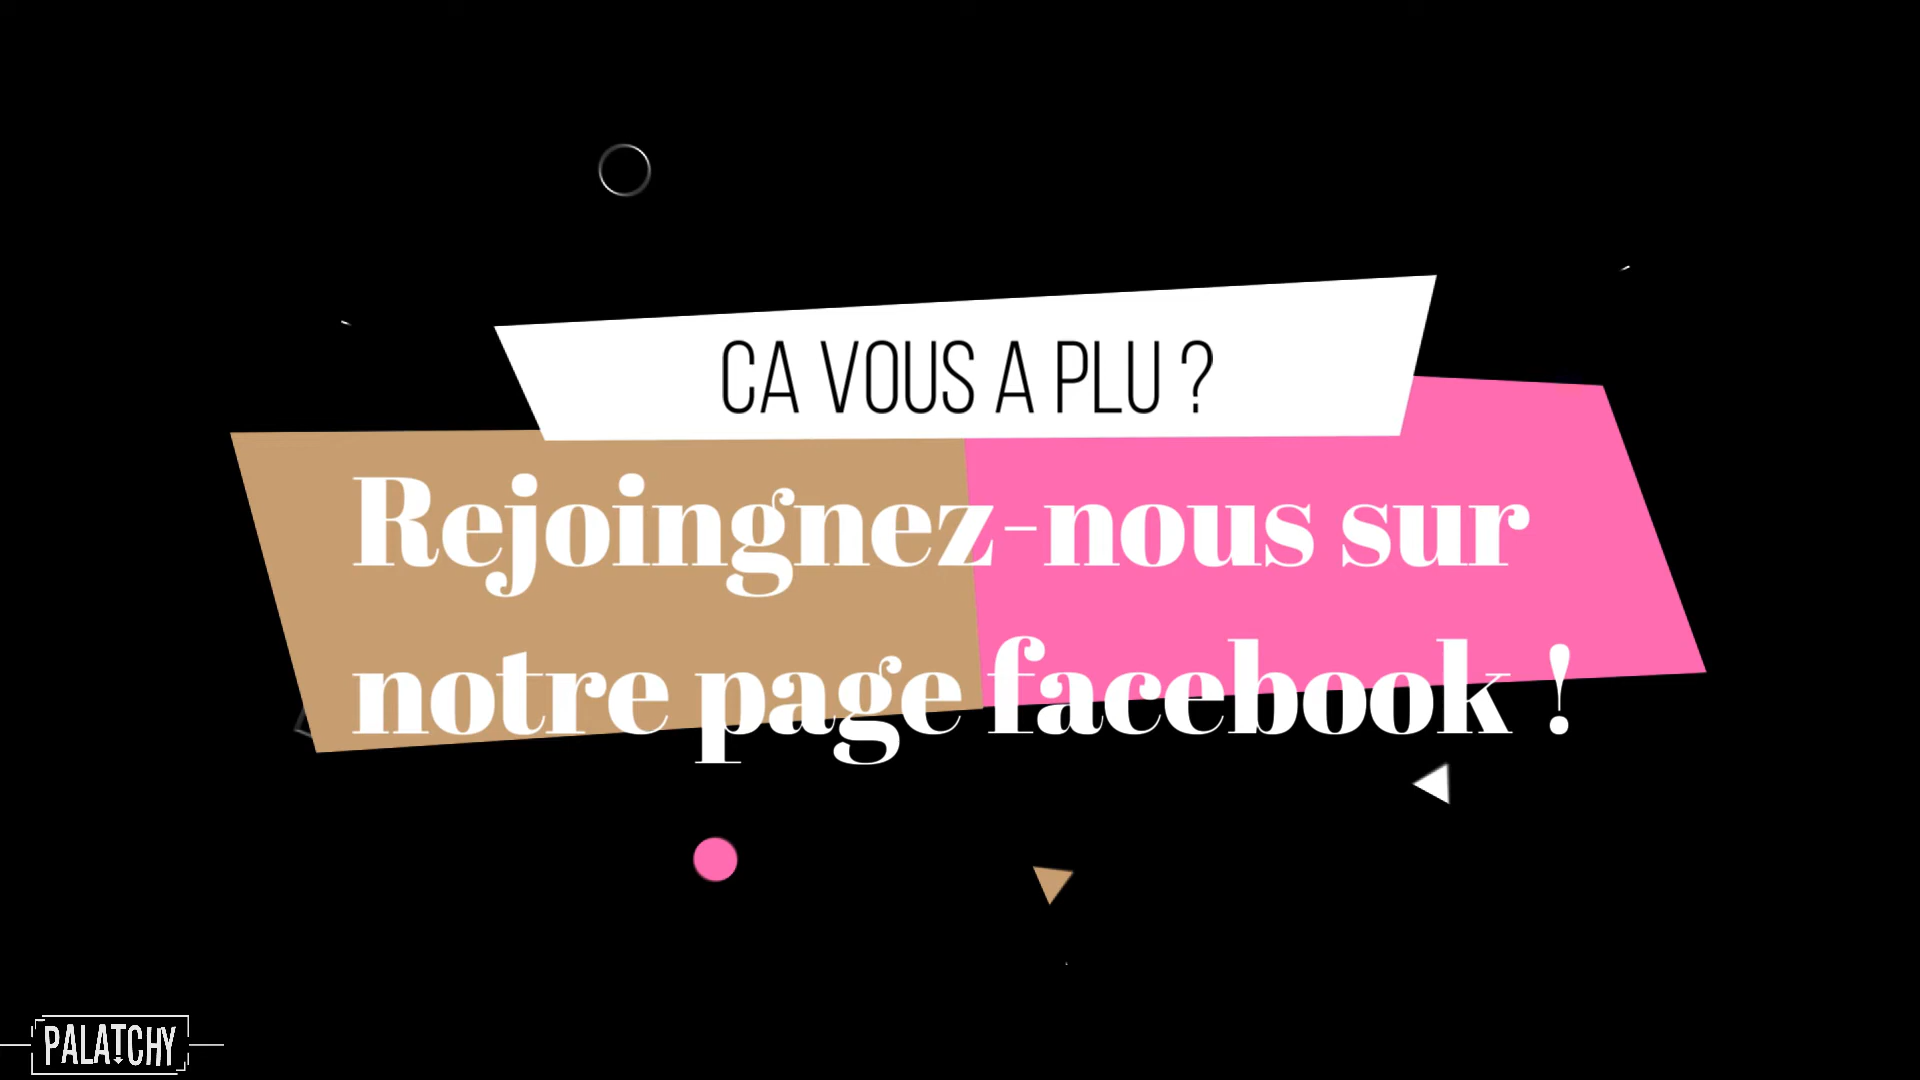 CA VOUS A PLU ?
Rejoingnez-nous sur
notre page facebook !
PALATCHY